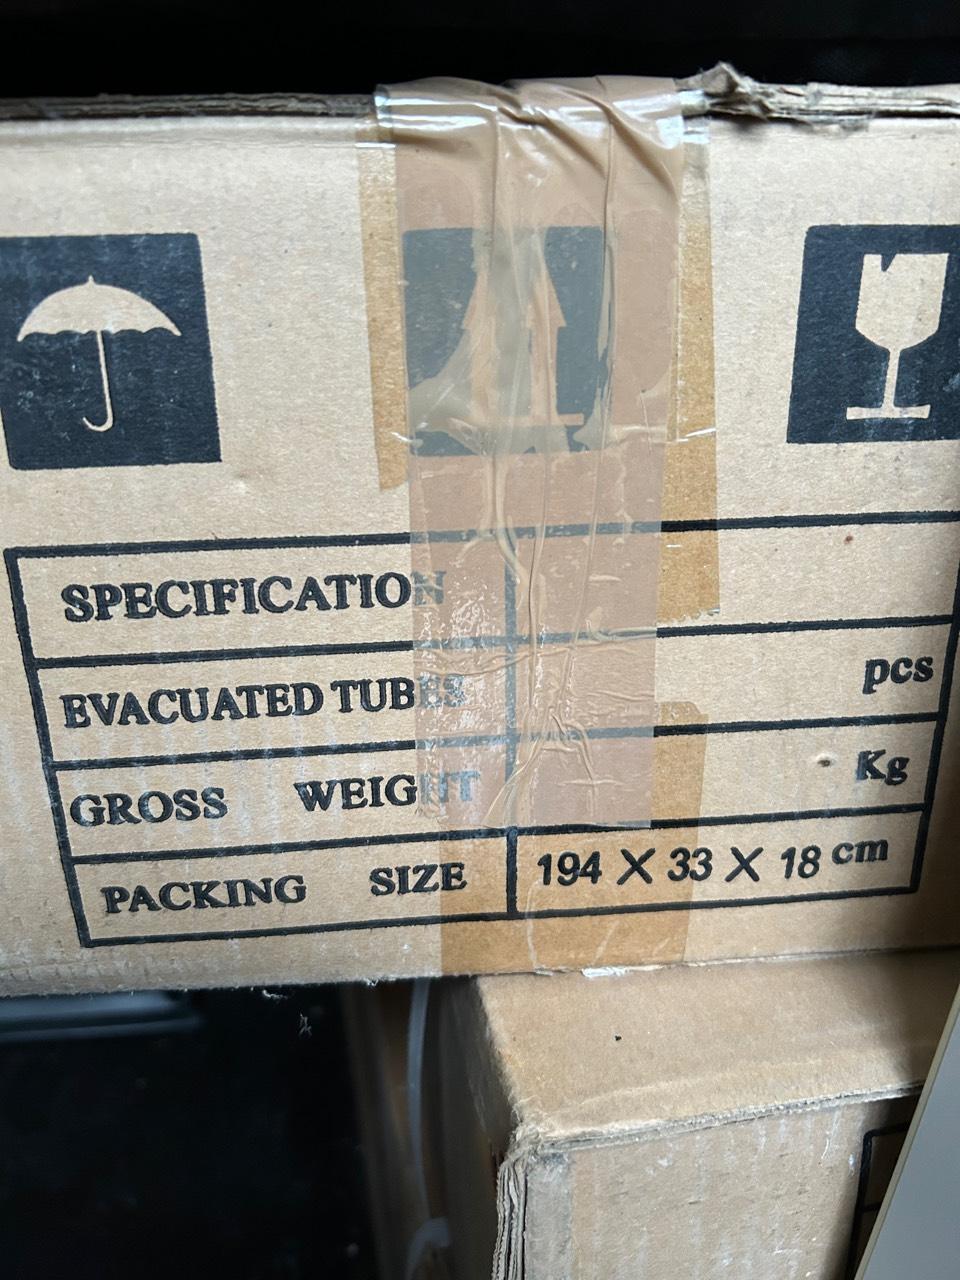 SPECIFICATION
EVACUATED TUBES pcs
GROSS WEIGHT Kg
PACKING SIZE 194 X 33 X 18 cm